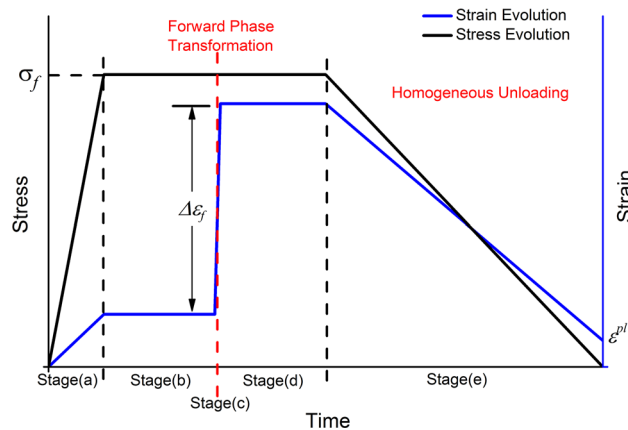 Forward Phase
Transformation
Strain Evolution
Stress Evolution
σf
Homogeneous Unloading
Stress
Strain
Δεf
εpl
Stage(a)
Stage(b)
Stage(d)
Stage(e)
Stage(c)
Time